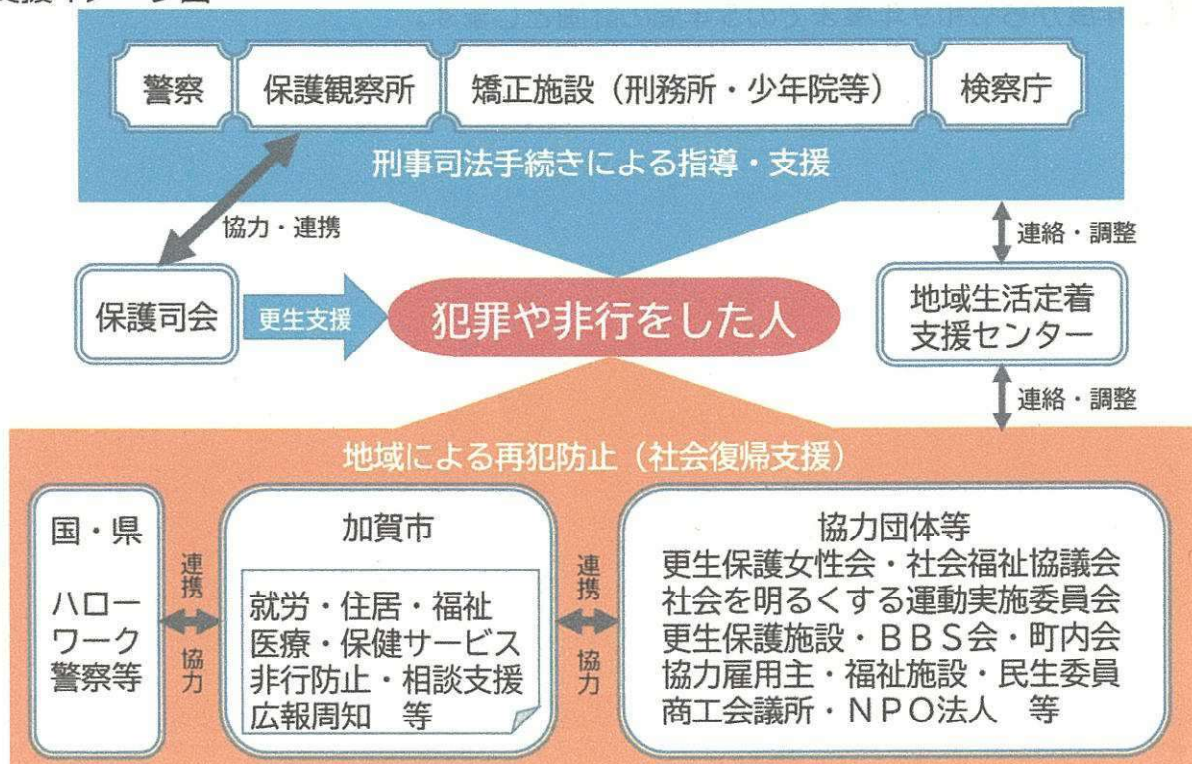 警察
保護観察所
矯正施設（刑務所・少年院等）
検察庁
刑事司法手続きによる指導・支援
協力・連携
連絡・調整
保護司会
更生支援
犯罪や非行をした人
地域生活定着
支援センター
連絡・調整
地域による再犯防止（社会復帰支援）
国・県
ハロー
ワーク
警察等
連携
協力
加賀市
就労・住居・福祉
医療・保健サービス
非行防止・相談支援
広報周知　等
連携
協力
協力団体等
更生保護女性会・社会福祉協議会
社会を明るくする運動実施委員会
更生保護施設・ＢＢＳ会・町内会
協力雇用主・福祉施設・民生委員
商工会議所・ＮＰＯ法人　等